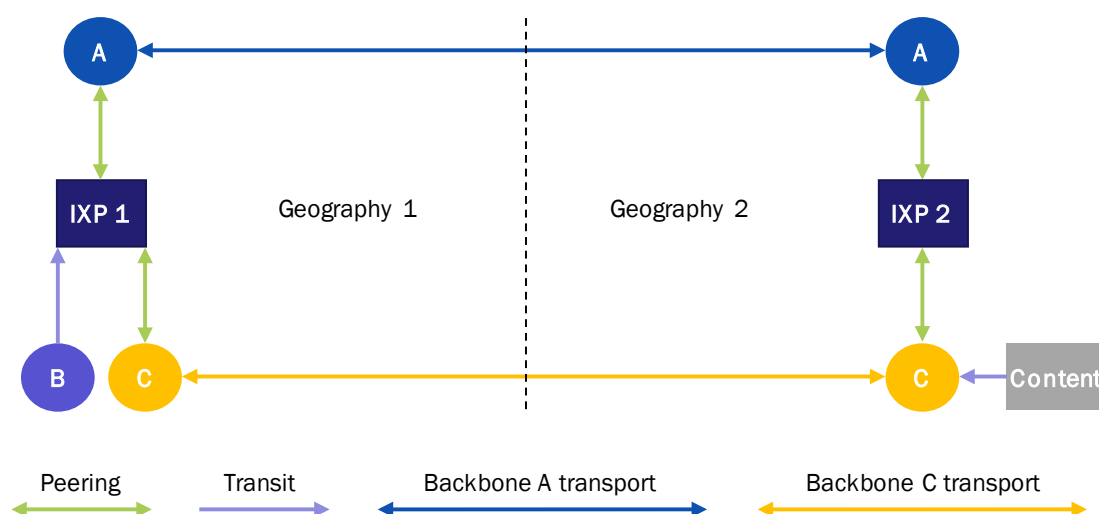 A
A
IXP 1
Geography 1
Geography 2
IXP 2
B
C
C
Content
Peering
Transit
Backbone A transport
Backbone C transport